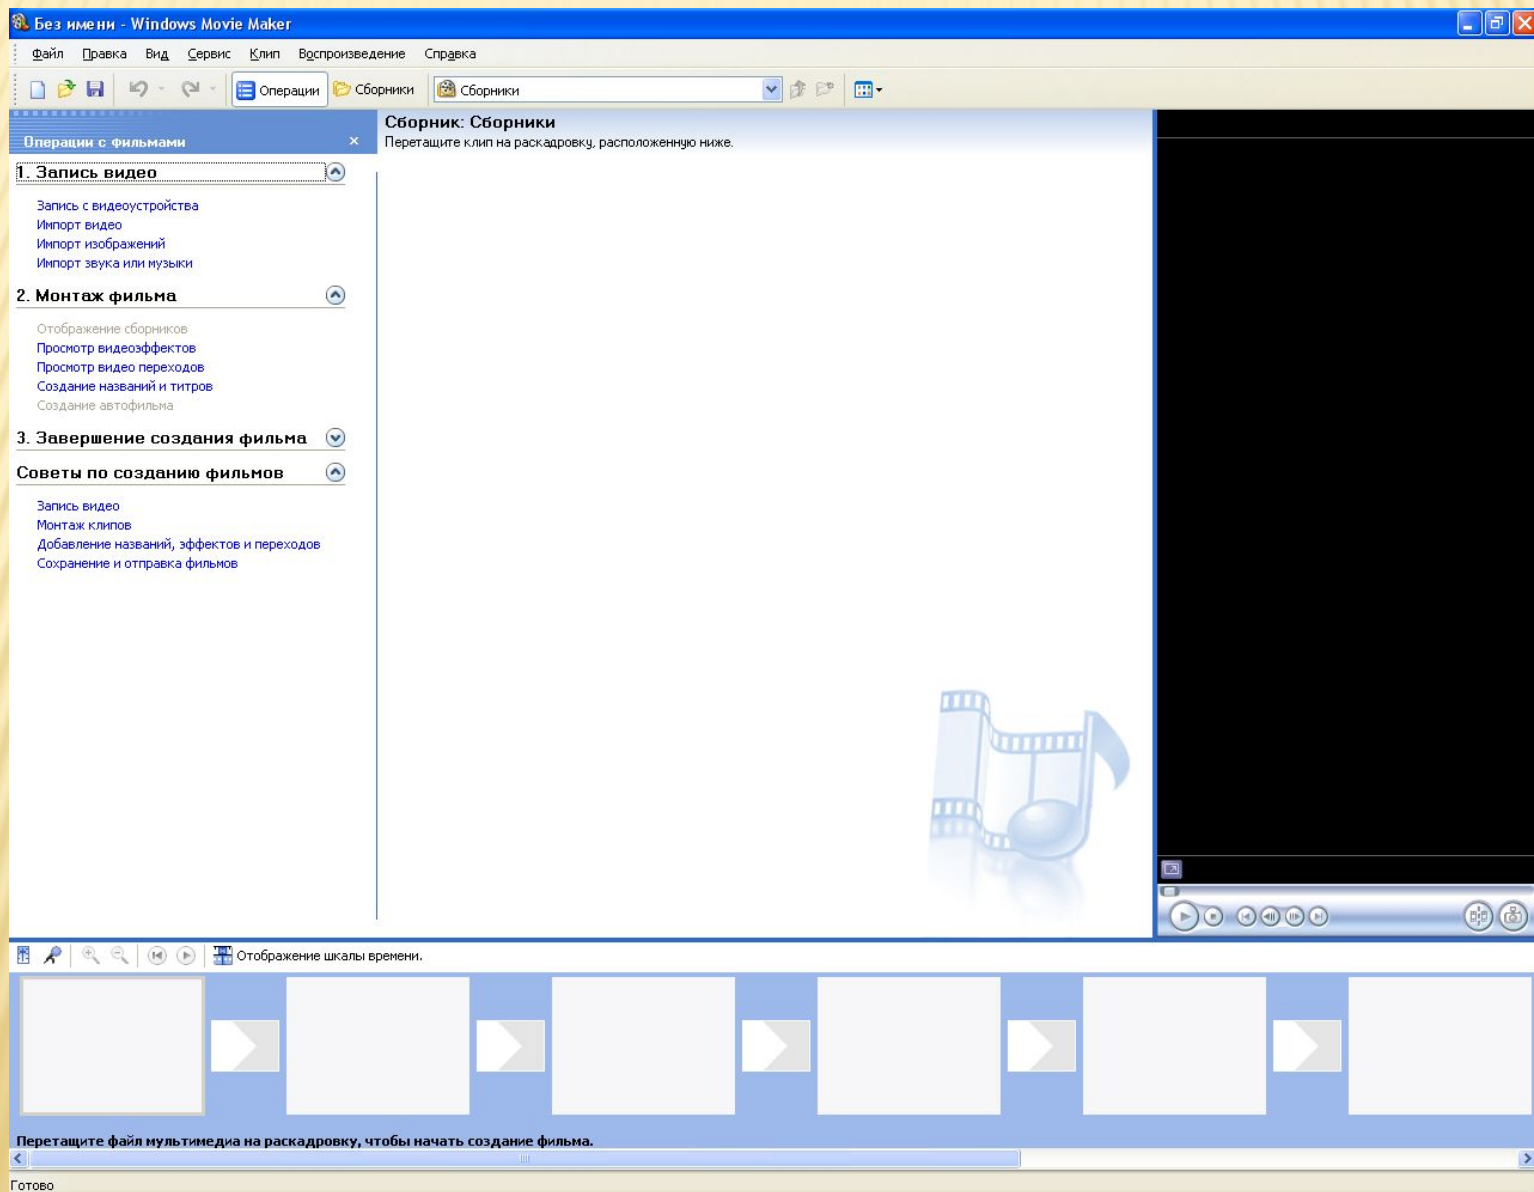 Без имени - Windows Movie Maker
Файл Правка Вид Сервис Клип Воспроизведение Справка
Операции Сборники Сборники
Операции с фильмами
1. Запись видео
Запись с видеоустройства
Импорт видео
Импорт изображений
Импорт звука или музыки
2. Монтаж фильма
Отображение сборников
Просмотр видеоэффектов
Просмотр видео переходов
Создание названий и титров
Создание автофильма
3. Завершение создания фильма
Советы по созданию фильмов
Запись видео
Монтаж клипов
Добавление названий, эффектов и переходов
Сохранение и отправка фильмов
Сборник: Сборники
Перетащите клип на раскадровку, расположенную ниже.
Отображение шкалы времени.
Перетащите файл мультимедиа на раскадровку, чтобы начать создание фильма.
Готово